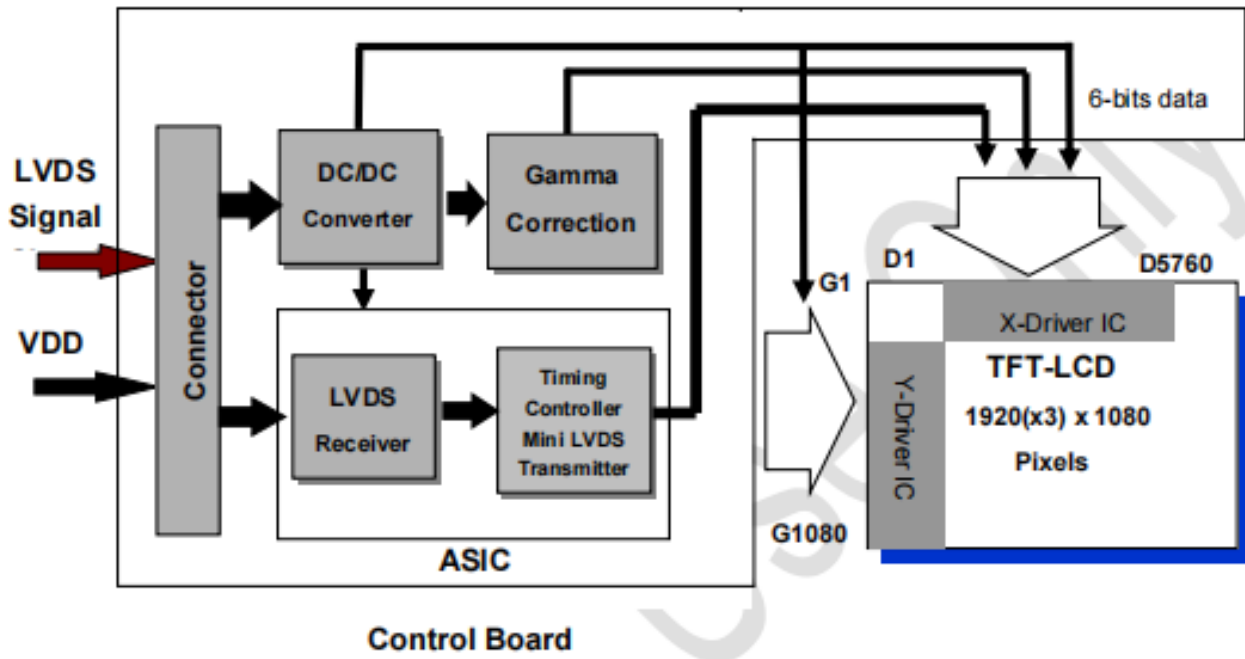 6-bits data
LVDS
Signal
VDD
Connector
DC/DC
Converter
Gamma
Correction
LVDS
Receiver
Timing
Controller
Mini LVDS
Transmitter
ASIC
Control Board
G1
G1080
D1
D5760
X-Driver IC
Y-Driver IC
TFT-LCD
1920(x3) x 1080
Pixels